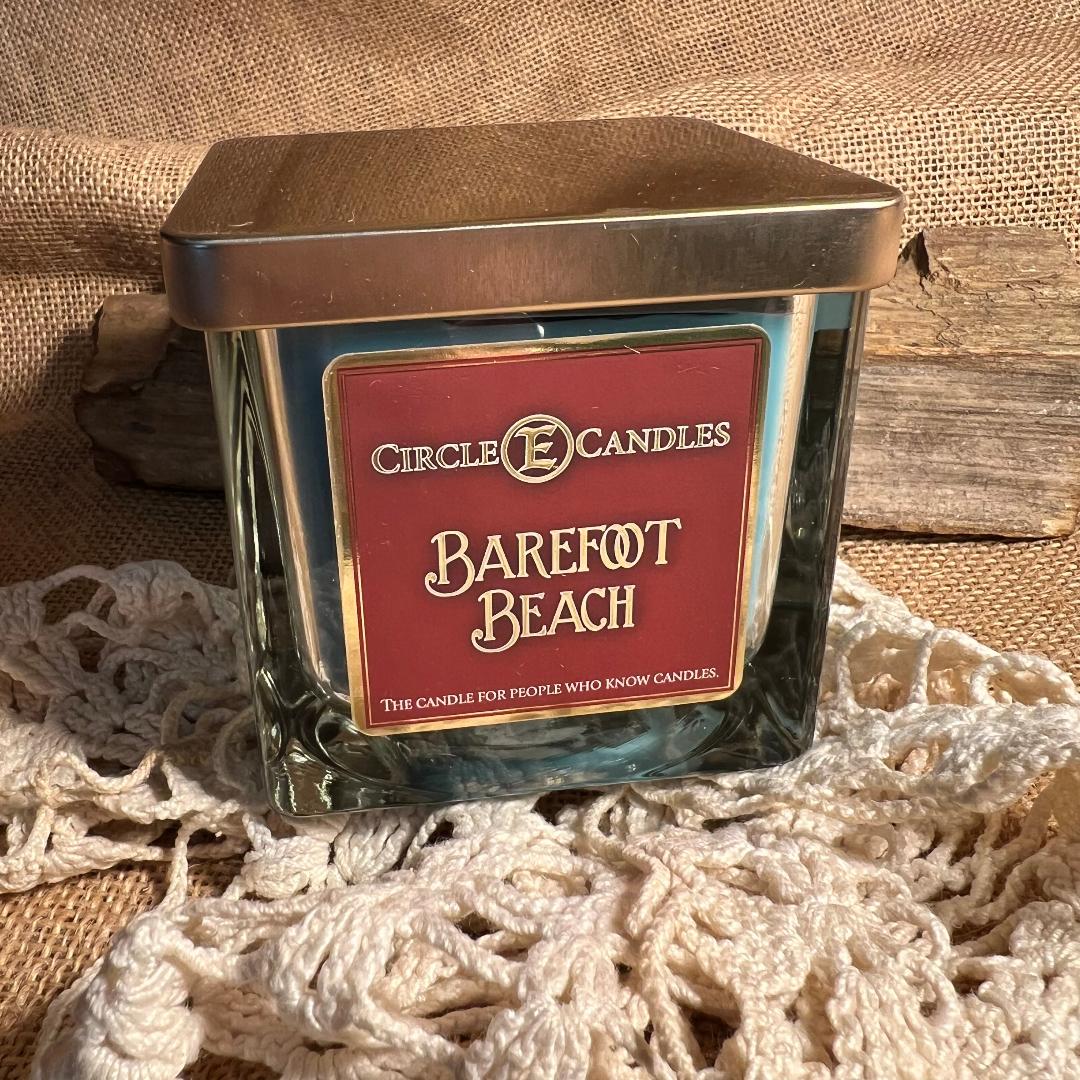 CIRCLE E CANDLES
BAREFOOT
BEACH
THE CANDLE FOR PEOPLE WHO KNOW CANDLES.